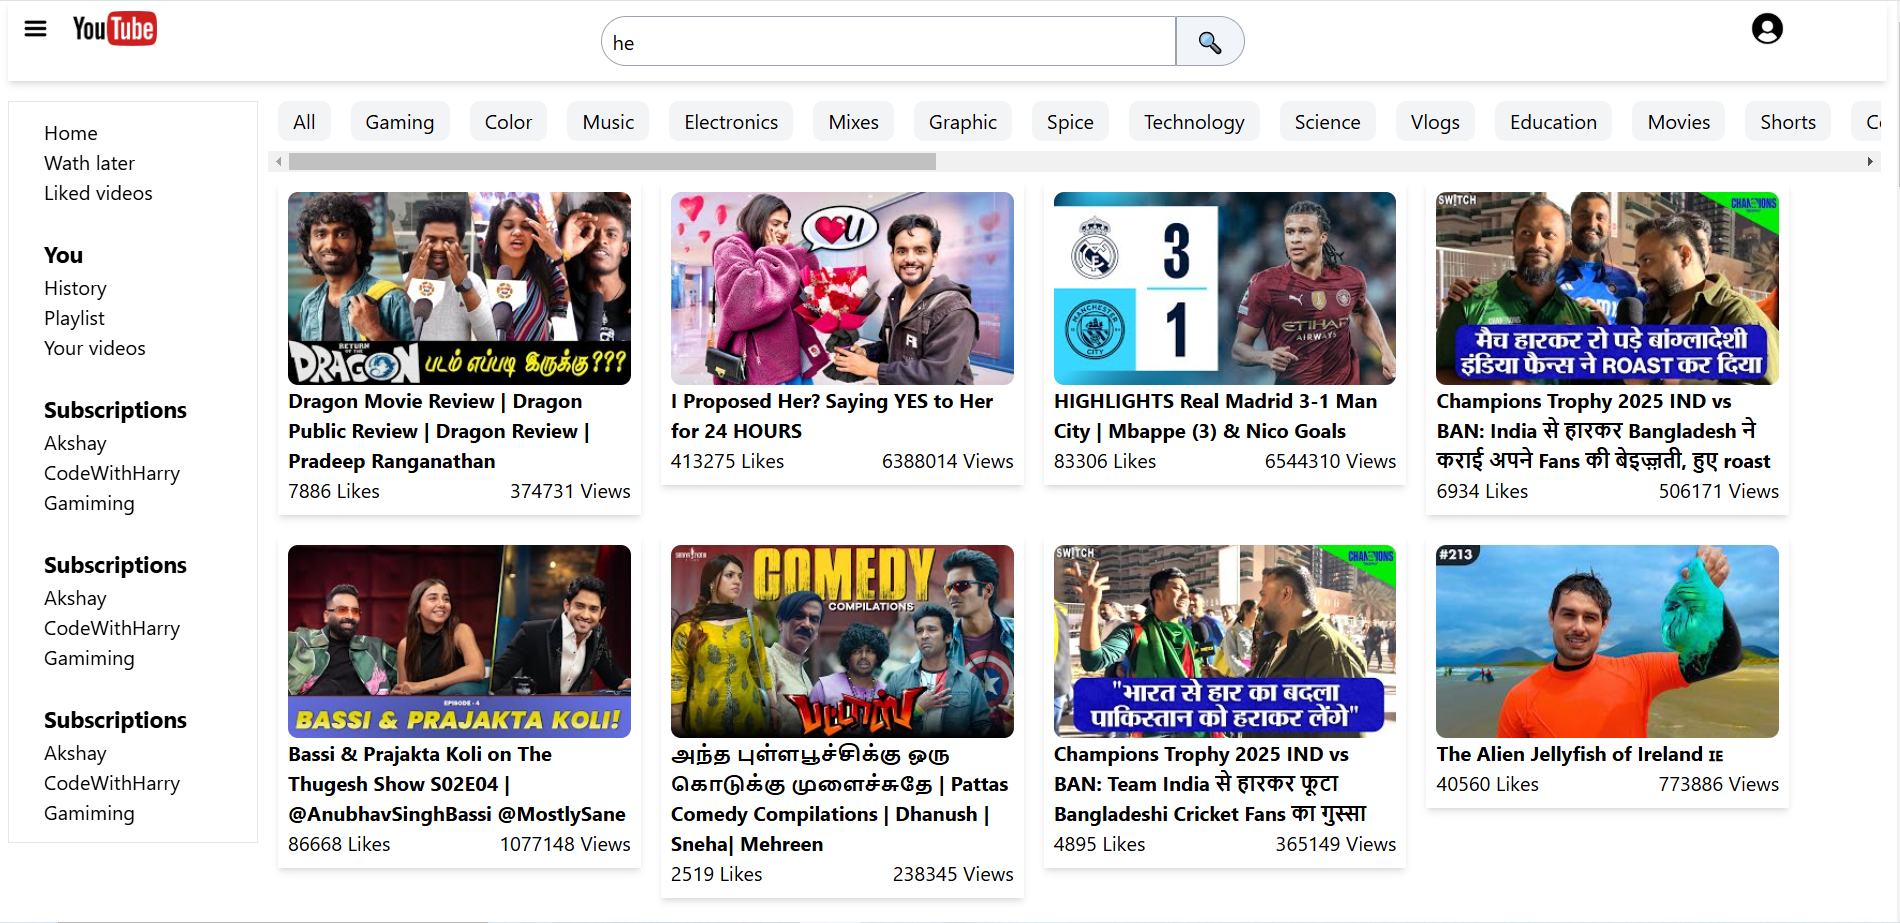 YouTube
he
Home
Wath later
Liked videos
You
History
Playlist
Your videos
Subscriptions
Akshay
CodeWithHarry
Gamiming
Subscriptions
Akshay
CodeWithHarry
Gamiming
Subscriptions
Akshay
CodeWithHarry
Gamiming
All Gaming Color Music Electronics Mixes Graphic Spice Technology Science Vlogs Education Movies Shorts
RETURN OF THE
DRAGON படம் எப்படி இருக்கு???
Dragon Movie Review | Dragon
Public Review | Dragon Review |
Pradeep Ranganathan
7886 Likes 374731 Views
U
I Proposed Her? Saying YES to Her
for 24 HOURS
413275 Likes 6388014 Views
3
1
MANCHESTER
CITY
ETIHAD
AIRWAYS
HIGHLIGHTS Real Madrid 3-1 Man
City | Mbappe (3) & Nico Goals
83306 Likes 6544310 Views
SWITCH
CHAMPIONS
मैच हारकर रो पड़े बांग्लादेशी
इंडिया फैन्स ने ROAST कर दिया
Champions Trophy 2025 IND vs
BAN: India से हारकर Bangladesh ने
कराई अपने Fans की बेइज़्ज़ती, हुए roast
6934 Likes 506171 Views
EPISODE - 4
BASSI & PRAJAKTA KOLI!
Bassi & Prajakta Koli on The
Thugesh Show S02E04 |
@AnubhavSinghBassi @MostlySane
86668 Likes 1077148 Views
COMEDY
COMPILATIONS
பட்டாஸ்
அந்த புள்ளபூச்சிக்கு ஒரு
கொடுக்கு முளைச்சுதே | Pattas
Comedy Compilations | Dhanush |
Sneha| Mehreen
2519 Likes 238345 Views
SWITCH
CHAMPIONS
"भारत से हार का बदला
पाकिस्तान को हराकर लेंगे"
Champions Trophy 2025 IND vs
BAN: Team India से हारकर फूटा
Bangladeshi Cricket Fans का गुस्सा
4895 Likes 365149 Views
#213
The Alien Jellyfish of Ireland 🇮🇪
40560 Likes 773886 Views